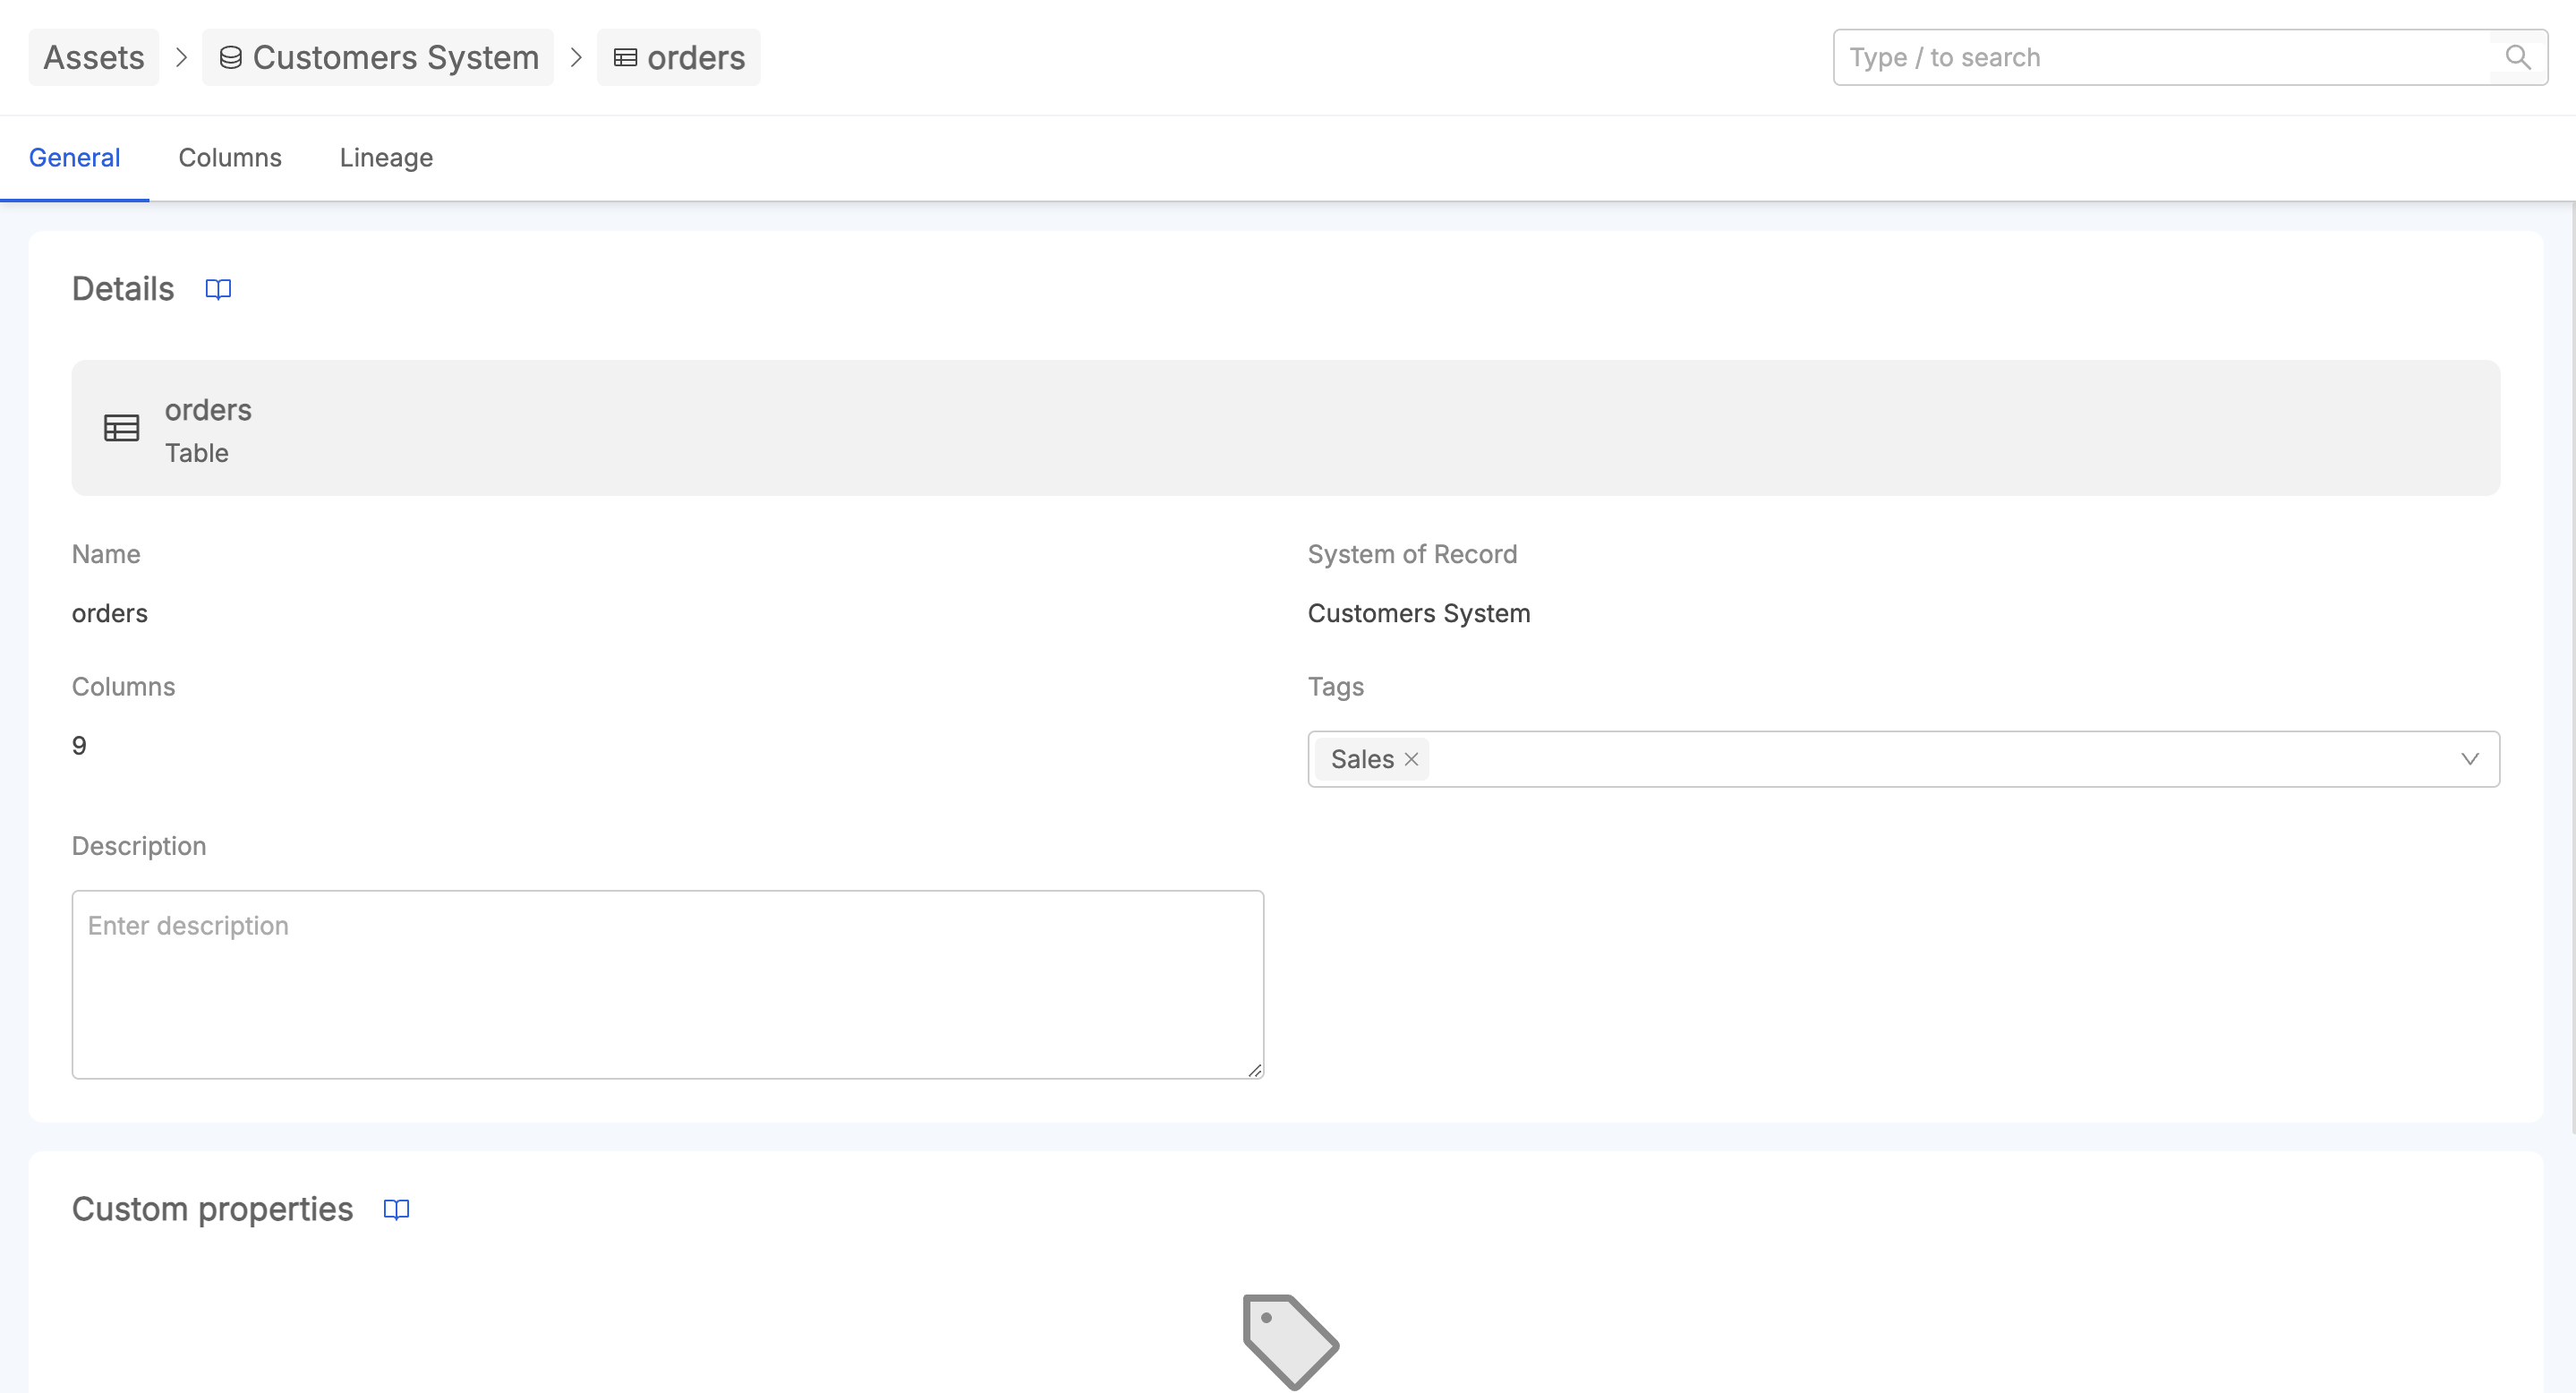 Assets > Customers System > orders
Type / to search
General Columns Lineage
Details
orders
Table
Name
orders
System of Record
Customers System
Columns
9
Tags
Sales
Description
Enter description
Custom properties